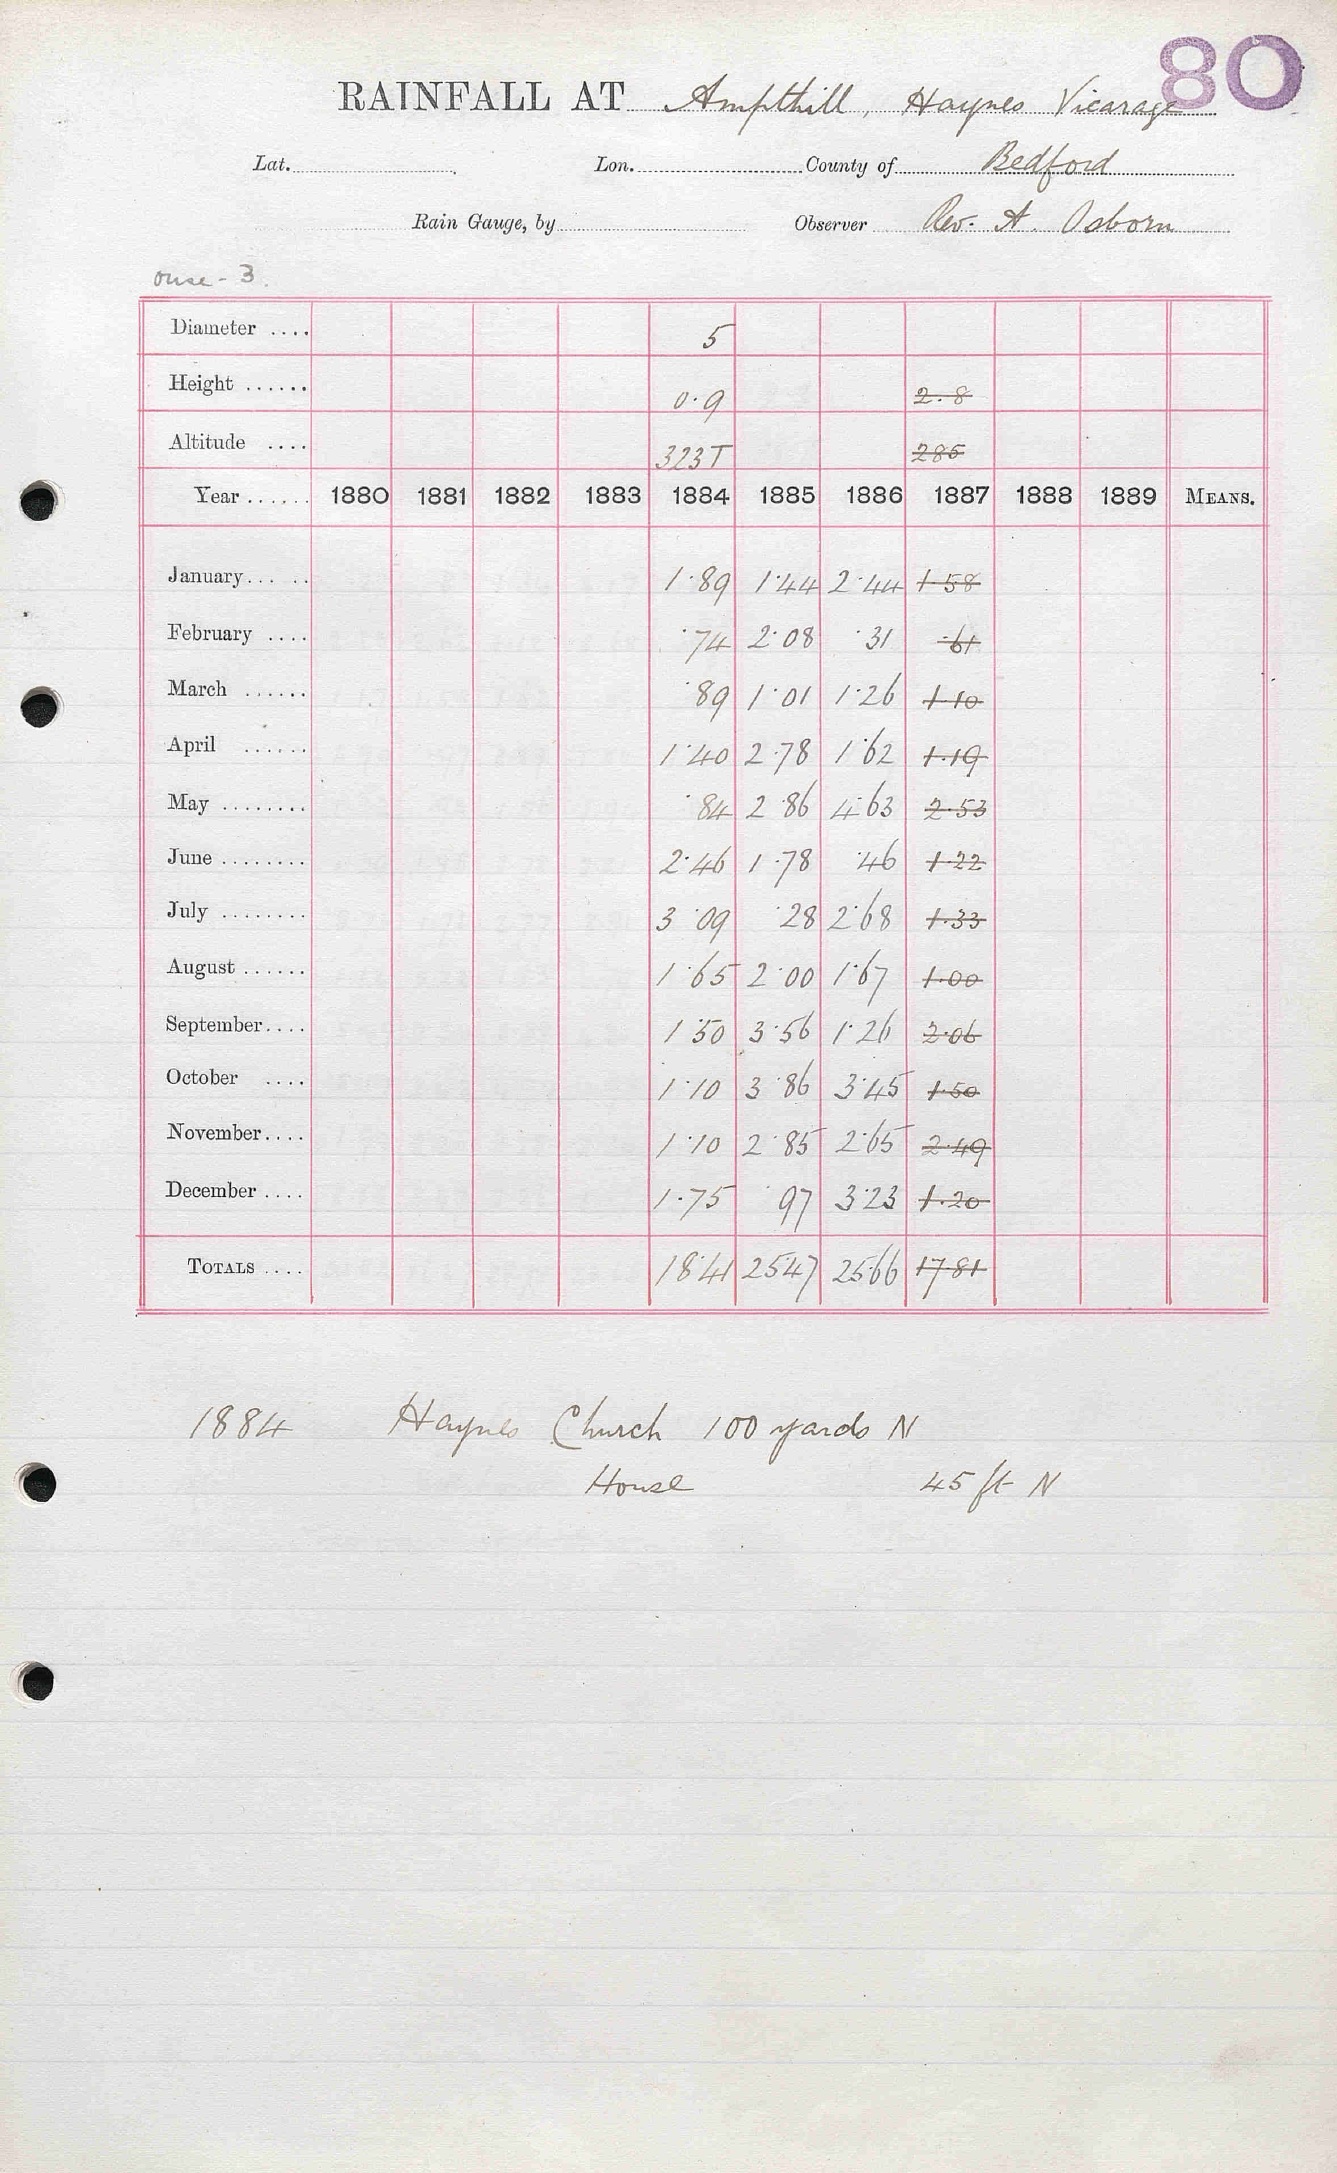 80
RAINFALL AT Ampthill, Haynes Vicarage
Lat. Lon. County of Bedford
Rain Gauge, by Observer Rev. A. Osborn
Ouse - 3.
Diameter .... 5
Height ...... 0.9 2.8
Altitude .... 323T 285
Year ...... 1880 1881 1882 1883 1884 1885 1886 1887 1888 1889 MEANS.
January... .. 1.89 1.44 2.44 1.58
February .... .74 2.08 .31 .61
March ...... .89 1.01 1.26 1.10
April ...... 1.40 2.78 1.62 1.19
May ........ .84 2.86 4.63 2.53
June ........ 2.46 1.78 .46 1.22
July ........ 3.09 .28 2.68 1.33
August ...... 1.65 2.00 1.67 1.00
September.... 1.50 3.56 1.26 2.06
October .... 1.10 3.86 3.45 1.50
November.... 1.10 2.85 2.65 2.49
December .... 1.75 .97 3.23 1.20
TOTALS .... 18.41 25.47 25.66 17.81
1884 Haynes Church 100 yards N
House 45 ft N